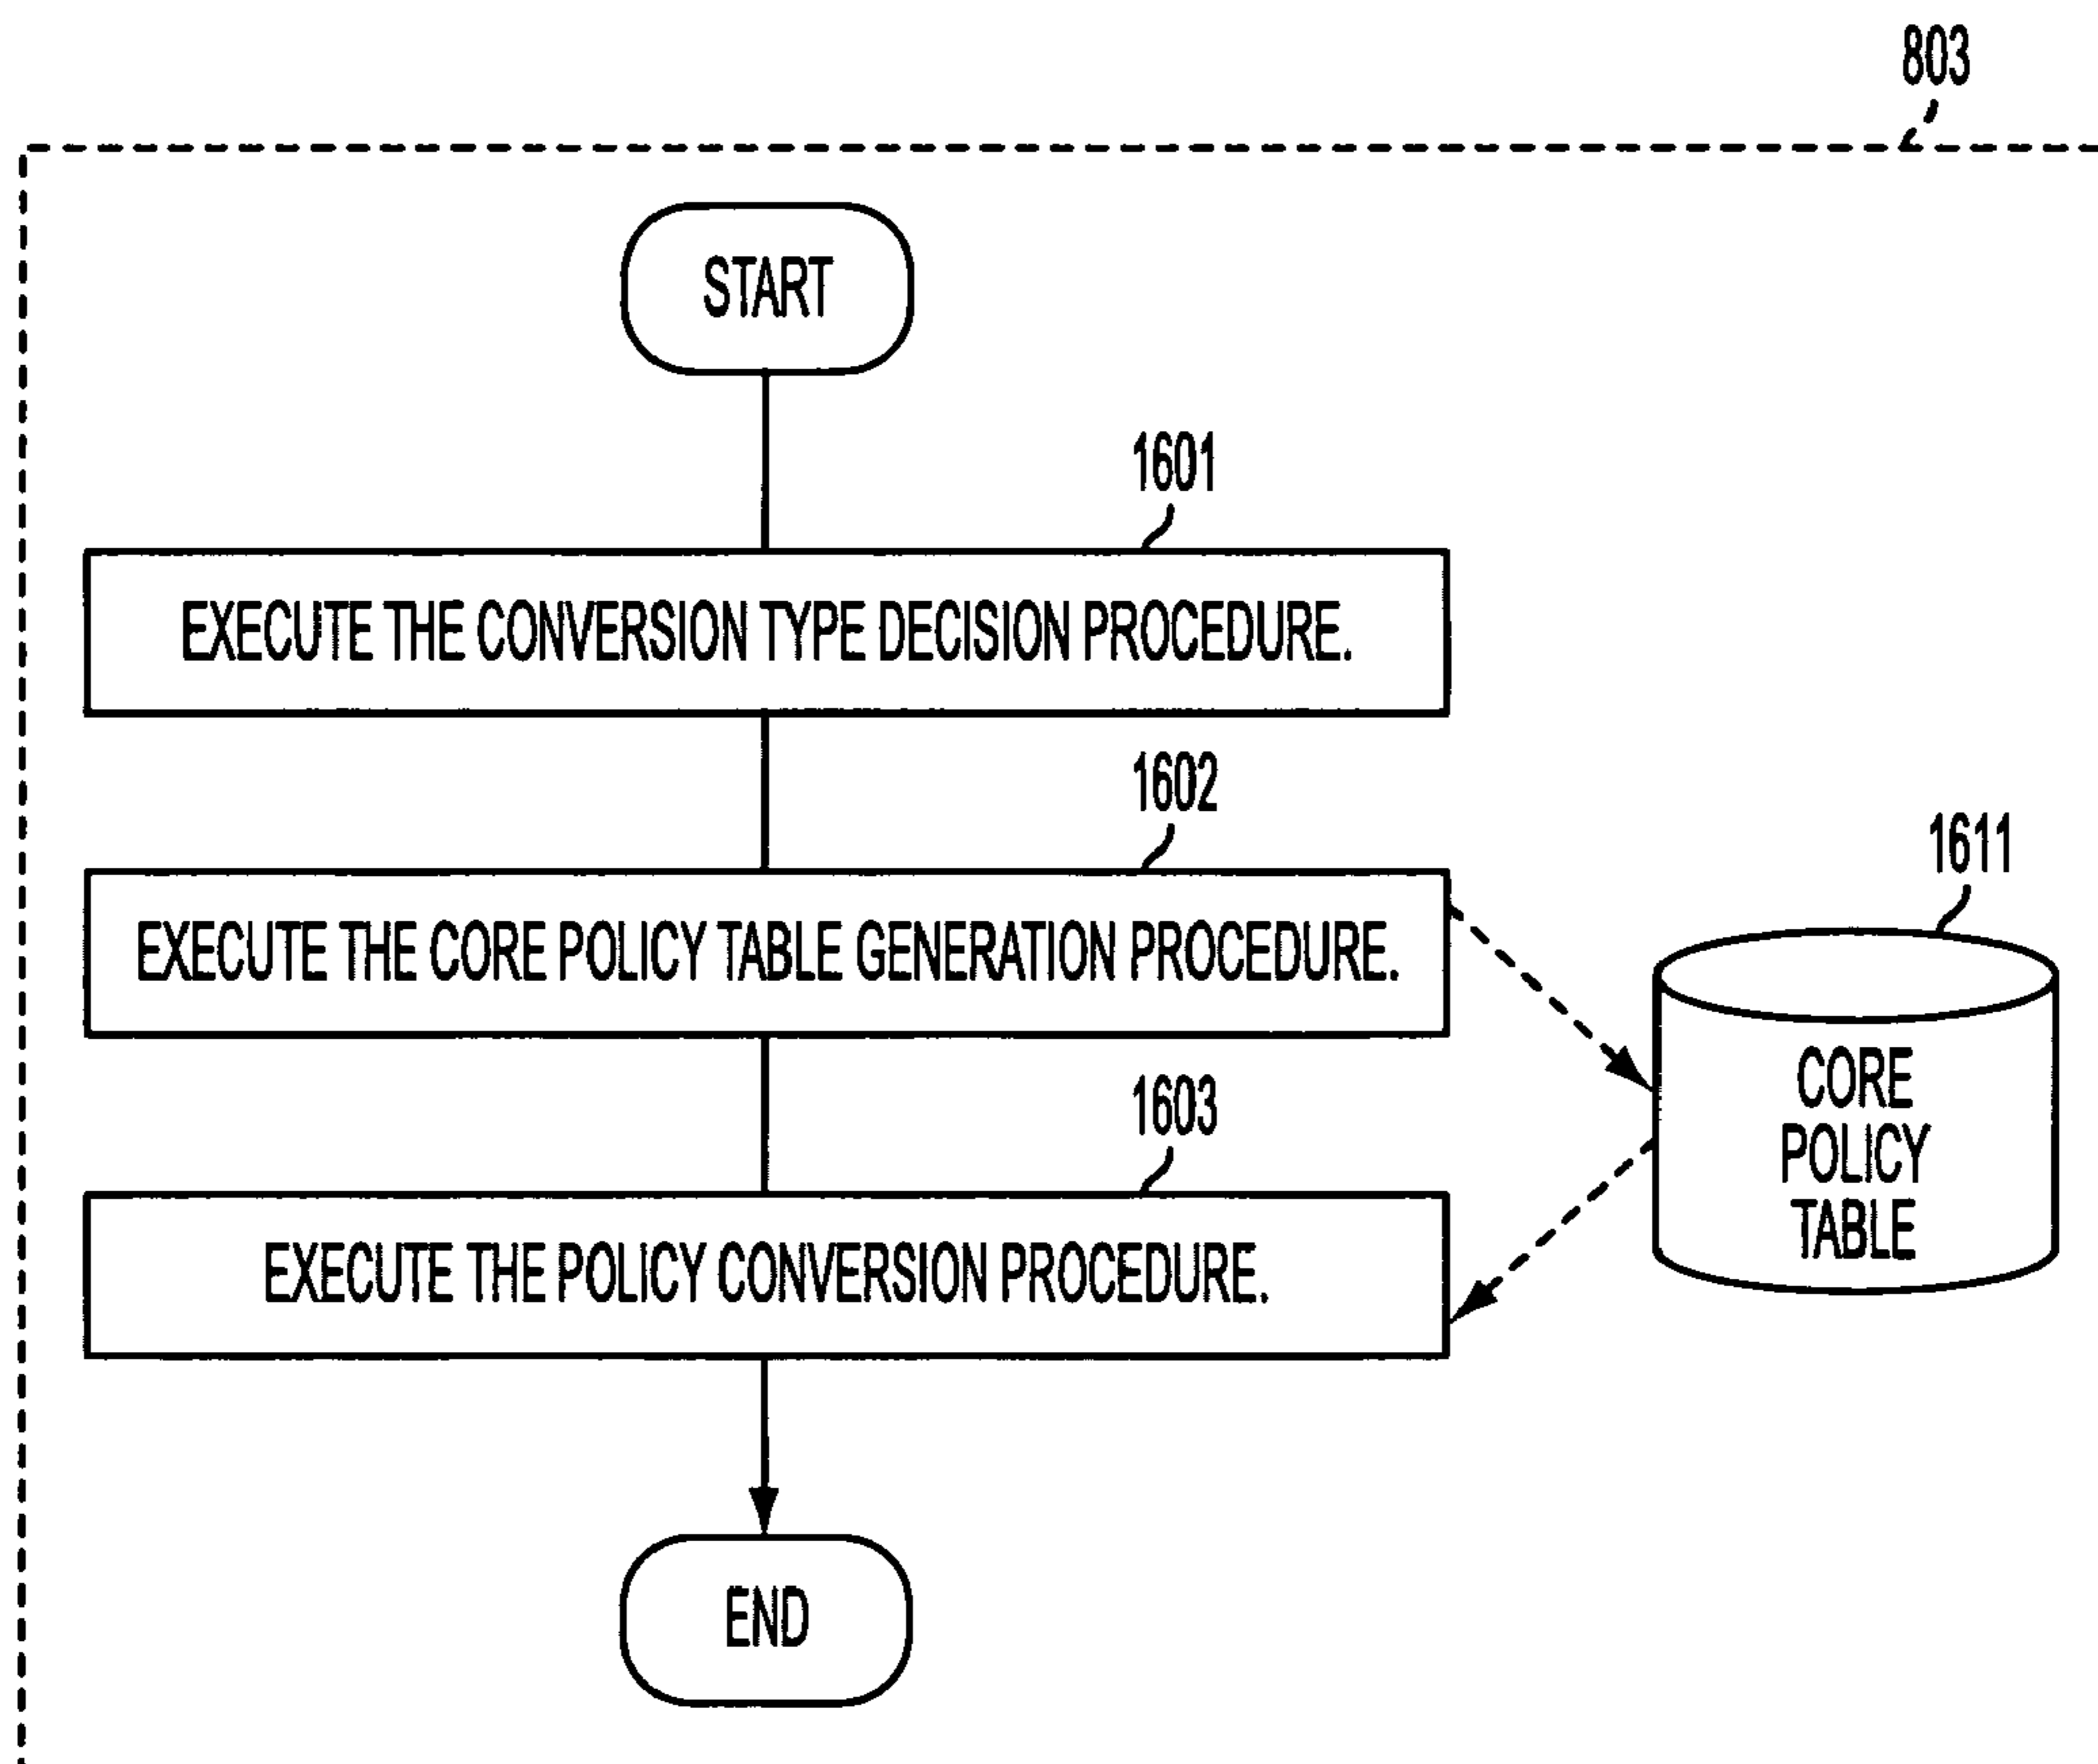 803
START
1601
EXECUTE THE CONVERSION TYPE DECISION PROCEDURE.
1602
EXECUTE THE CORE POLICY TABLE GENERATION PROCEDURE.
1611
CORE
POLICY
TABLE
1603
EXECUTE THE POLICY CONVERSION PROCEDURE.
END